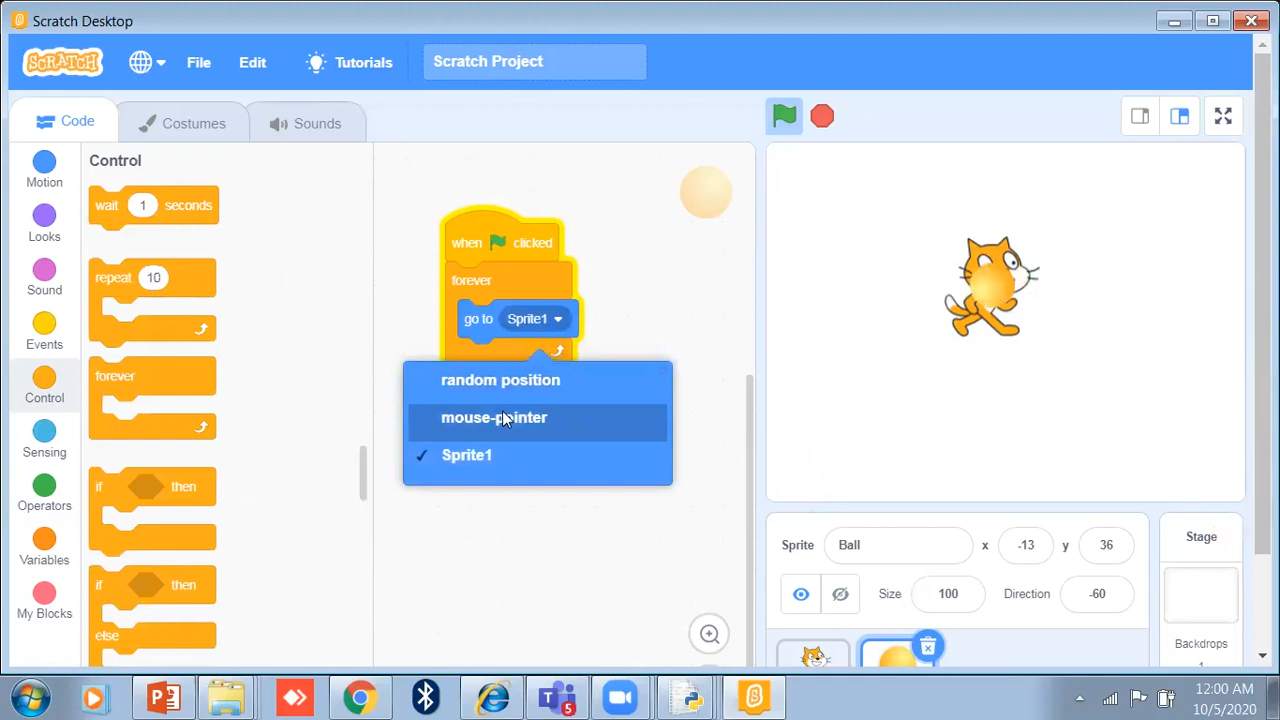 Scratch Desktop
SCRATCH File Edit Tutorials Scratch Project
Code Costumes Sounds
Motion
Looks
Sound
Events
Control
Sensing
Operators
Variables
My Blocks
Control
wait 1 seconds
repeat 10
forever
if then
if then
else
when clicked
forever
go to Sprite1
random position
mouse-pointer
✓ Sprite1
Sprite Ball x -13 y 36
Size 100 Direction -60
Stage
Backdrops
1
12:00 AM
10/5/2020
5